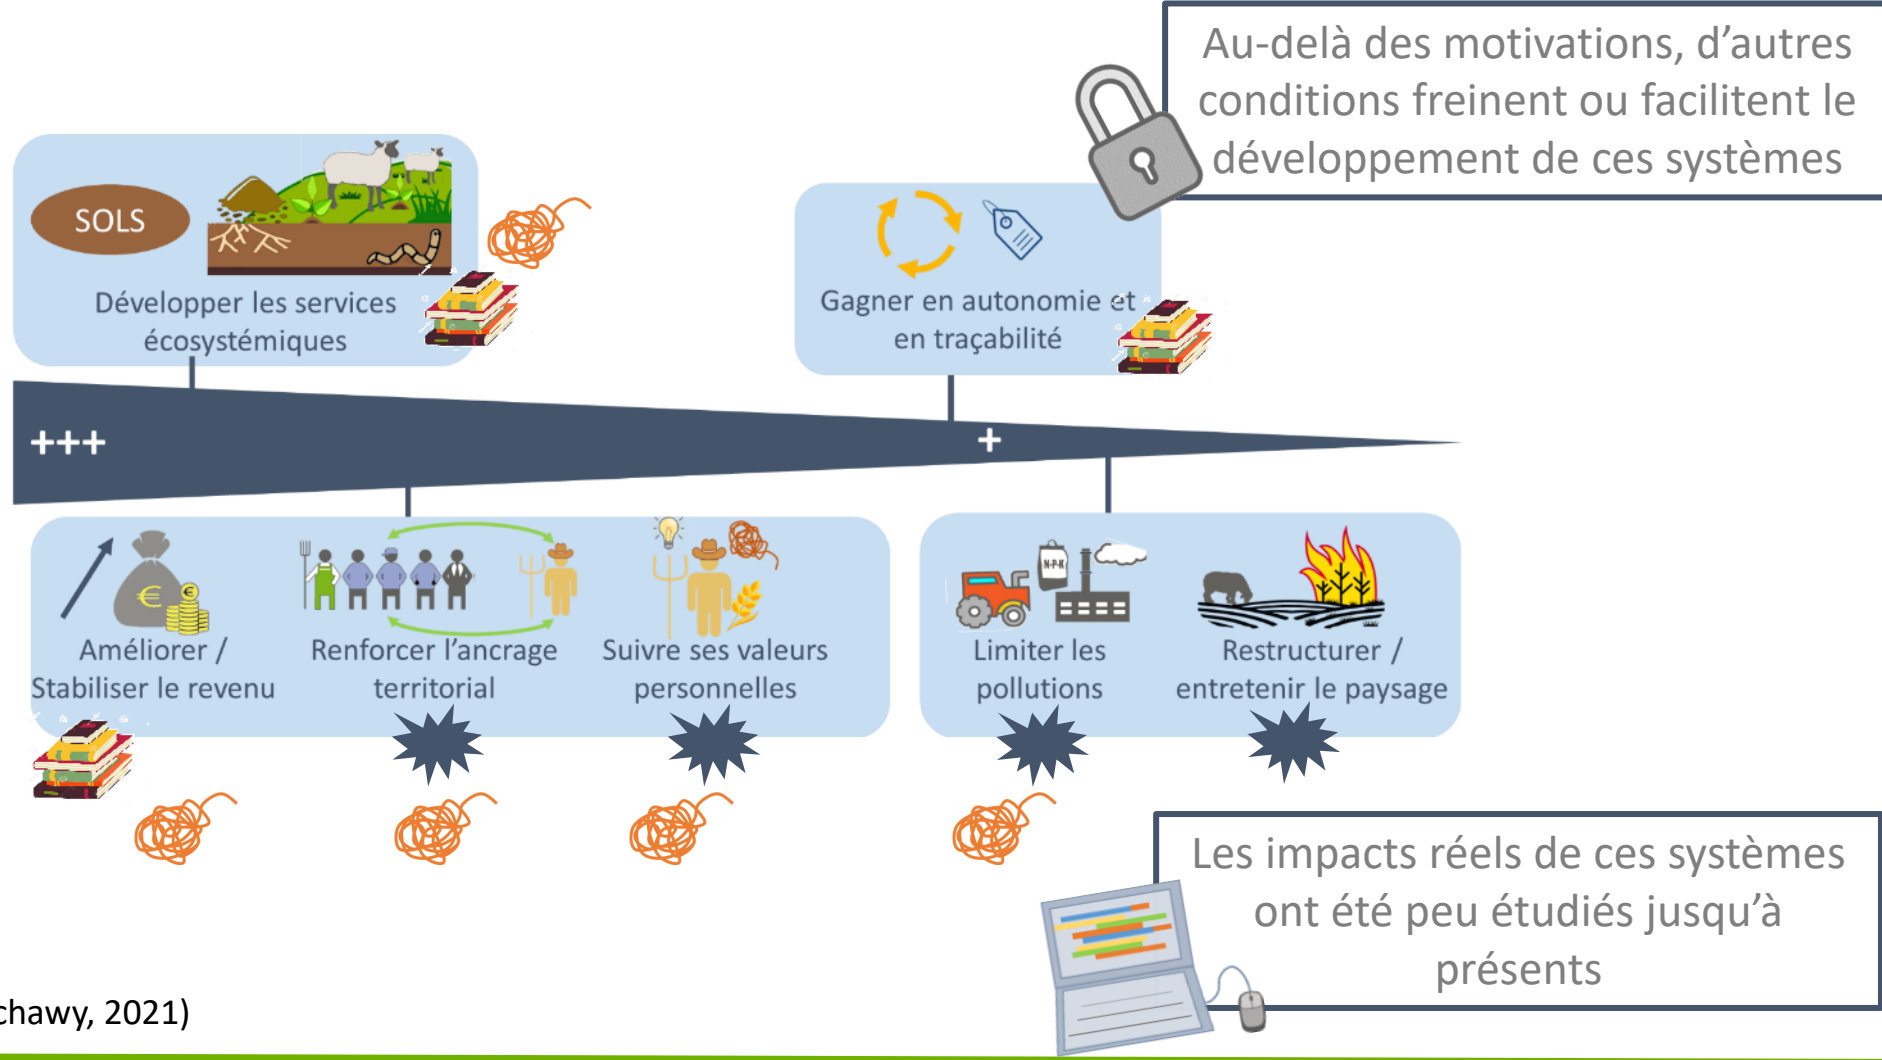 Au-delà des motivations, d'autres
conditions freinent ou facilitent le
développement de ces systèmes
SOLS
Développer les services
écosystémiques
Gagner en autonomie et
en traçabilité
+++
+
€
€
N-P-K
Améliorer /
Stabiliser le revenu
Renforcer l'ancrage
territorial
Suivre ses valeurs
personnelles
Limiter les
pollutions
Restructurer /
entretenir le paysage
Les impacts réels de ces systèmes
ont été peu étudiés jusqu'à
présents
chawy, 2021)